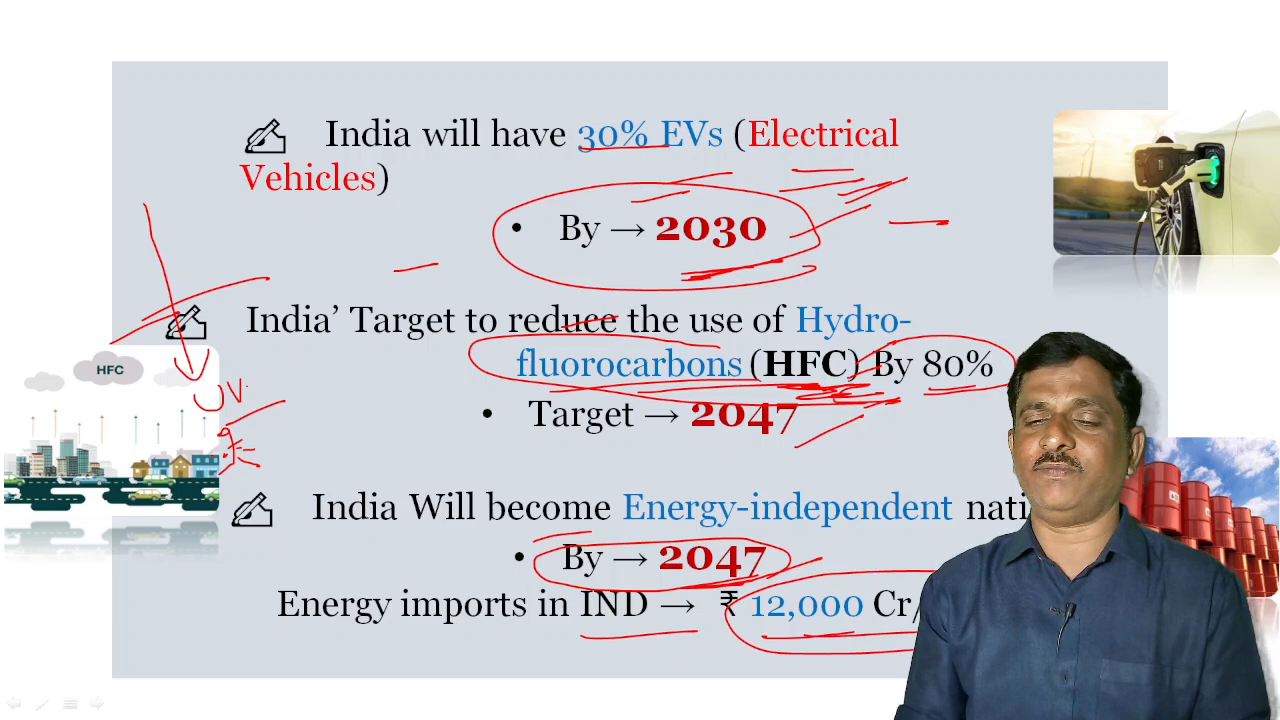 India will have 30% EVs (Electrical
Vehicles)
• By → 2030
India' Target to reduce the use of Hydro-
fluorocarbons (HFC) By 80%
• Target → 2047
HFC
UV
India Will become Energy-independent
• By → 2047
Energy imports in IND → ₹ 12,000 Cr/